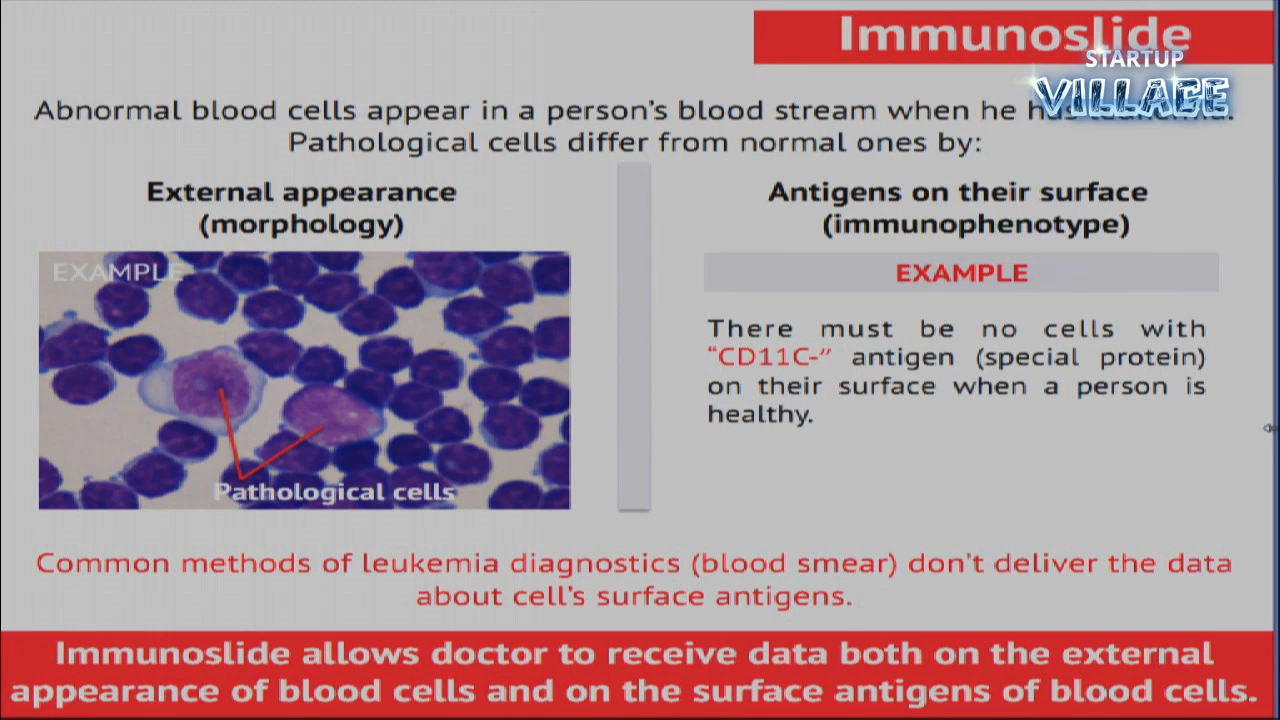 Immunoslide
STARTUP
VILLAGE
Abnormal blood cells appear in a person's blood stream when he
Pathological cells differ from normal ones by:
External appearance
(morphology)
EXAMPLE
Pathological cells
Antigens on their surface
(immunophenotype)
EXAMPLE
There must be no cells with
“CD11C-” antigen (special protein)
on their surface when a person is
healthy.
Common methods of leukemia diagnostics (blood smear) don't deliver the data
about cell's surface antigens.
Immunoslide allows doctor to receive data both on the external
appearance of blood cells and on the surface antigens of blood cells.